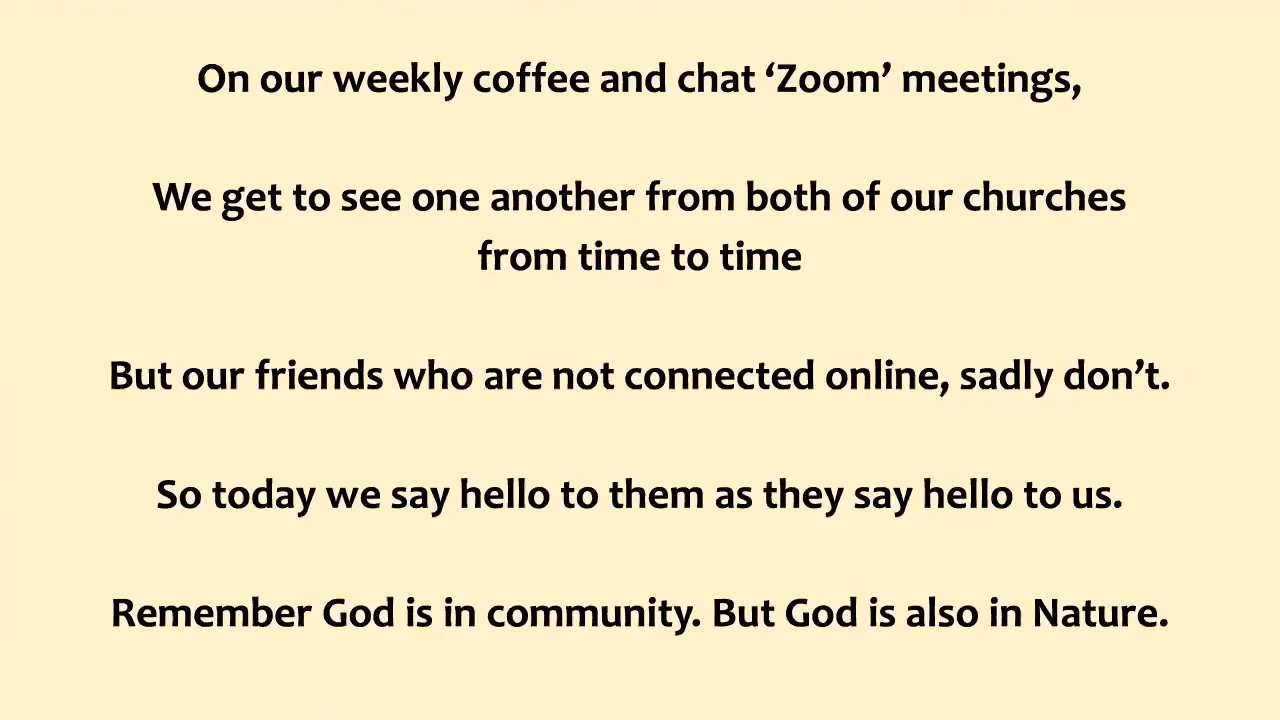 On our weekly coffee and chat ‘Zoom’ meetings,
We get to see one another from both of our churches
from time to time
But our friends who are not connected online, sadly don’t.
So today we say hello to them as they say hello to us.
Remember God is in community. But God is also in Nature.